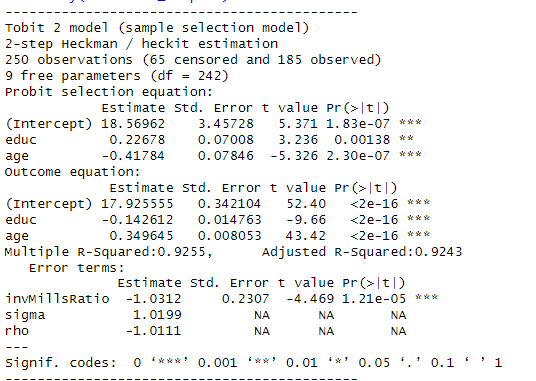 --------------------------------------------
Tobit 2 model (sample selection model)
2-step Heckman / heckit estimation
250 observations (65 censored and 185 observed)
9 free parameters (df = 242)
Probit selection equation:
            Estimate Std. Error t value Pr(>|t|)
(Intercept) 18.56962    3.45728   5.371 1.83e-07 ***
educ         0.22678    0.07008   3.236  0.00138 **
age         -0.41784    0.07846  -5.326 2.30e-07 ***
Outcome equation:
             Estimate Std. Error t value Pr(>|t|)
(Intercept) 17.925555   0.342104   52.40   <2e-16 ***
educ        -0.142612   0.014763   -9.66   <2e-16 ***
age          0.349645   0.008053   43.42   <2e-16 ***
Multiple R-Squared:0.9255,      Adjusted R-Squared:0.9243
   Error terms:
              Estimate Std. Error t value Pr(>|t|)
invMillsRatio  -1.0312     0.2307  -4.469 1.21e-05 ***
sigma           1.0199         NA      NA       NA
rho            -1.0111         NA      NA       NA
---
Signif. codes:  0 ‘***’ 0.001 ‘**’ 0.01 ‘*’ 0.05 ‘.’ 0.1 ‘ ’ 1
--------------------------------------------